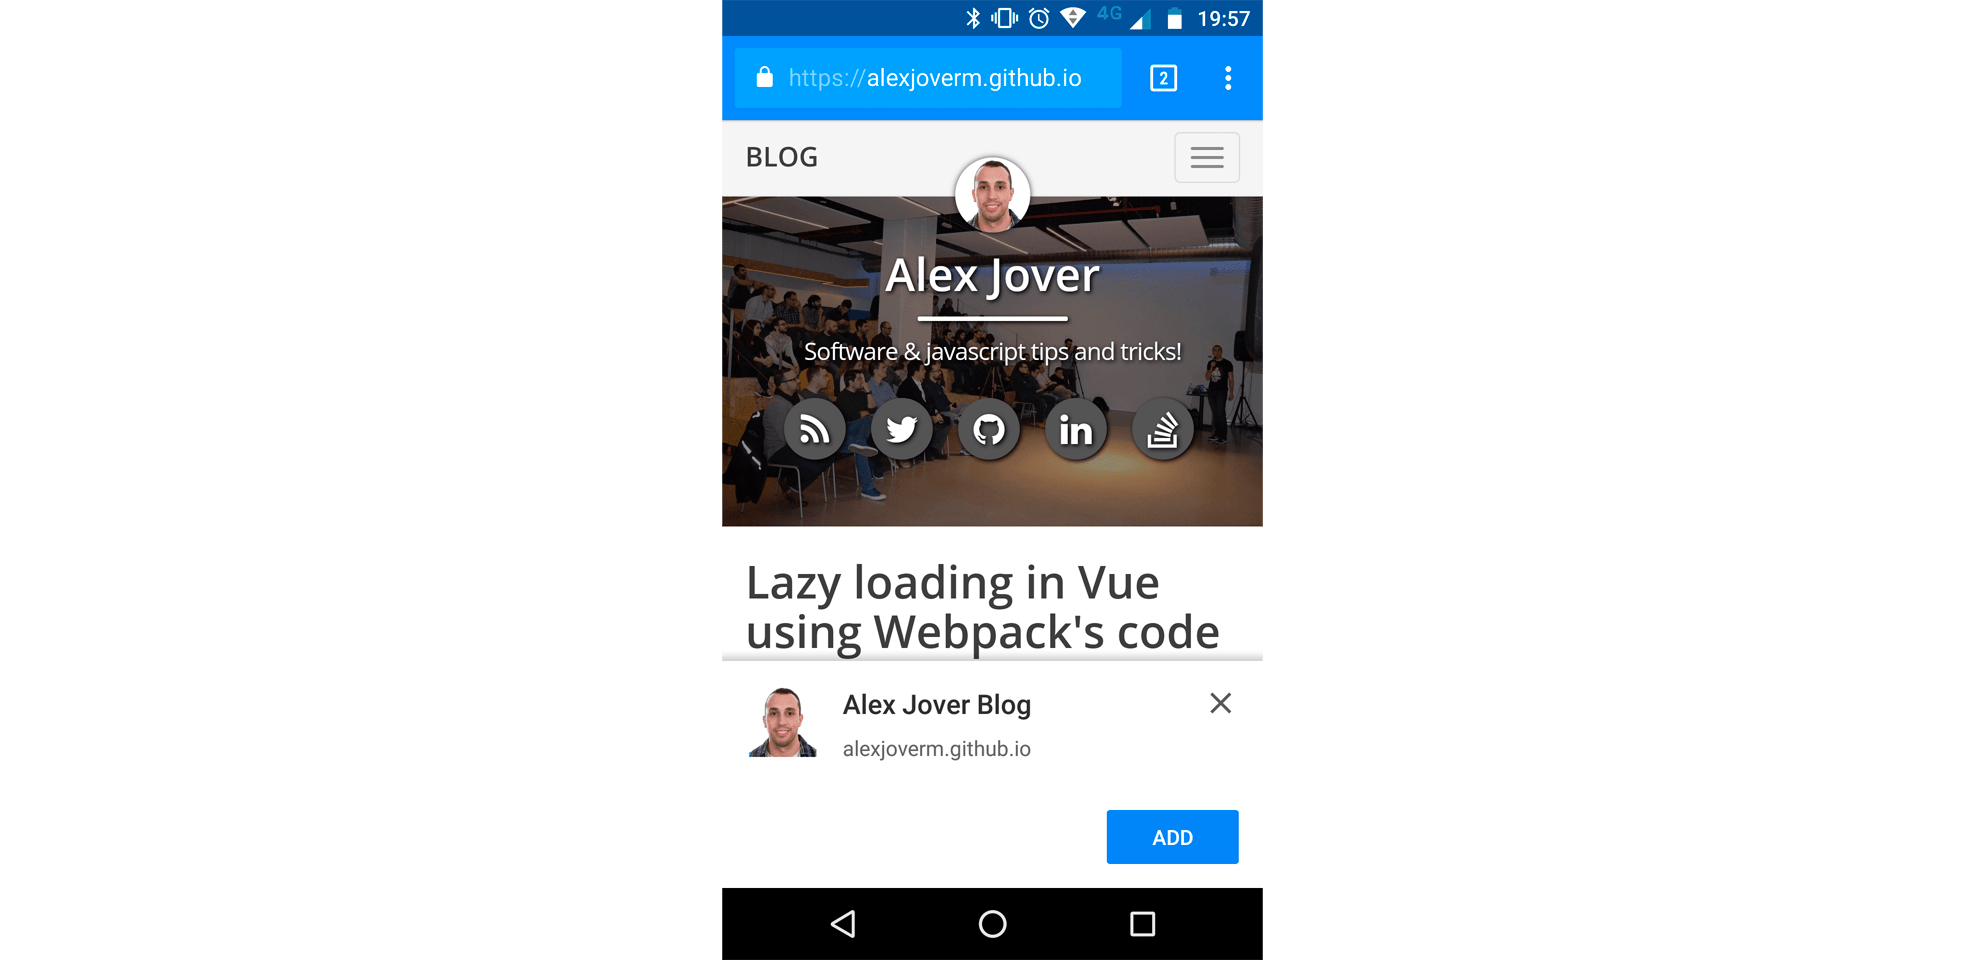 4G 19:57
https://alexjoverm.github.io 2
BLOG
Alex Jover
Software & javascript tips and tricks!
in
Lazy loading in Vue
using Webpack's code
Alex Jover Blog
alexjoverm.github.io
ADD